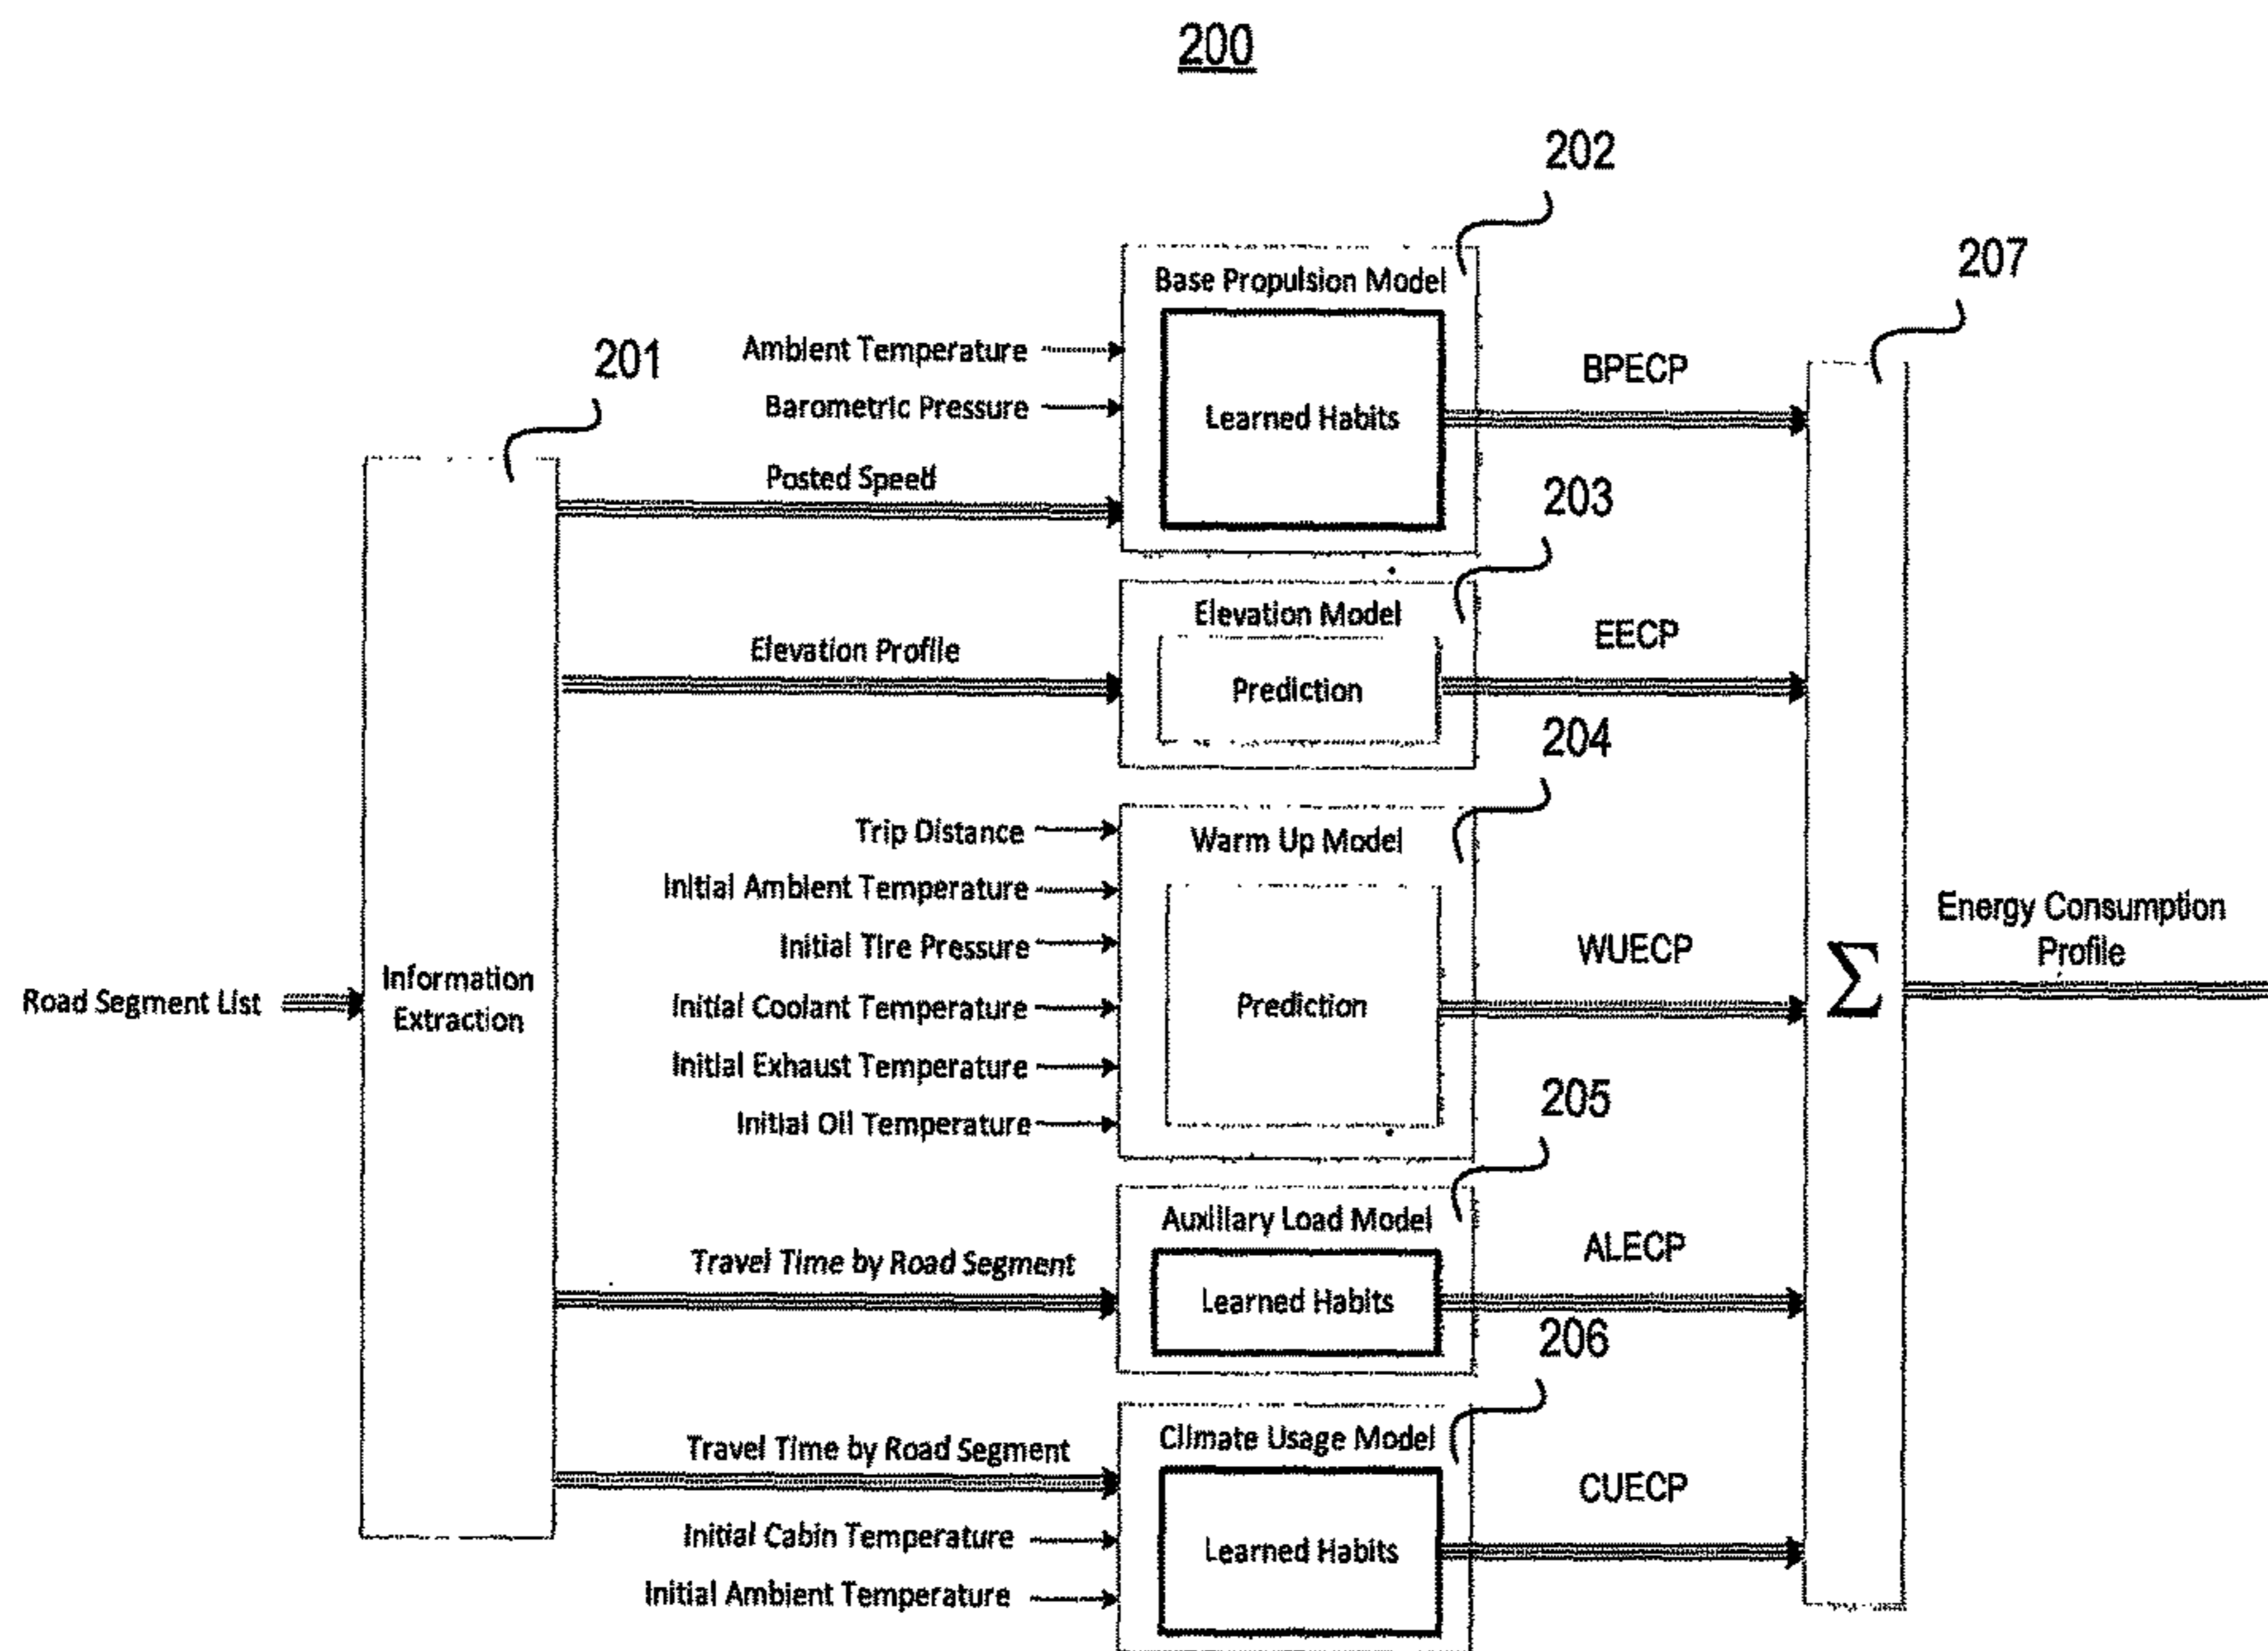 200
202
Base Propulsion Model
207
201
Ambient Temperature
Barometric Pressure
Learned Habits
BPECP
Posted Speed
203
Elevation Model
Elevation Profile
Prediction
EECP
204
Trip Distance
Warm Up Model
Initial Ambient Temperature
Initial Tire Pressure
WUECP
Energy Consumption
Profile
Road Segment List
Information
Extraction
Initial Coolant Temperature
Prediction
Σ
Initial Exhaust Temperature
Initial Oil Temperature
205
Auxiliary Load Model
Travel Time by Road Segment
Learned Habits
ALECP
206
Climate Usage Model
Travel Time by Road Segment
CUECP
Initial Cabin Temperature
Learned Habits
Initial Ambient Temperature